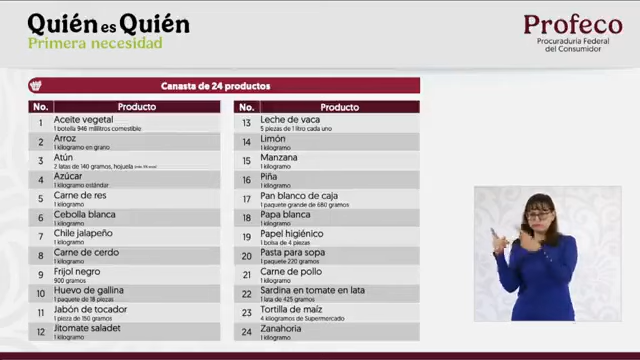 Quién es Quién
Primera necesidad
Profeco
Procuraduría Federal
del Consumidor
Canasta de 24 productos
No. Producto
1 Aceite vegetal
1 botella 946 mililitros comestible
2 Arroz
1 kilogramo en grano
3 Atún
2 latas de 140 gramos, hojuela
4 Azúcar
1 kilogramo estándar
5 Carne de res
1 kilogramo
6 Cebolla blanca
1 kilogramo
7 Chile jalapeño
1 kilogramo
8 Carne de cerdo
1 kilogramo
9 Frijol negro
900 gramos
10 Huevo de gallina
1 paquete de 18 piezas
11 Jabón de tocador
1 pieza de 150 gramos
12 Jitomate saladet
1 kilogramo
No. Producto
13 Leche de vaca
5 piezas de 1 litro cada uno
14 Limón
1 kilogramo
15 Manzana
1 kilogramo
16 Piña
1 kilogramo
17 Pan blanco de caja
1 paquete grande de 680 gramos
18 Papa blanca
1 kilogramo
19 Papel higiénico
1 bolsa de 4 piezas
20 Pasta para sopa
1 paquete 220 gramos
21 Carne de pollo
1 kilogramo
22 Sardina en tomate en lata
1 lata de 425 gramos
23 Tortilla de maíz
4 kilogramos de Supermercado
24 Zanahoria
1 kilogramo